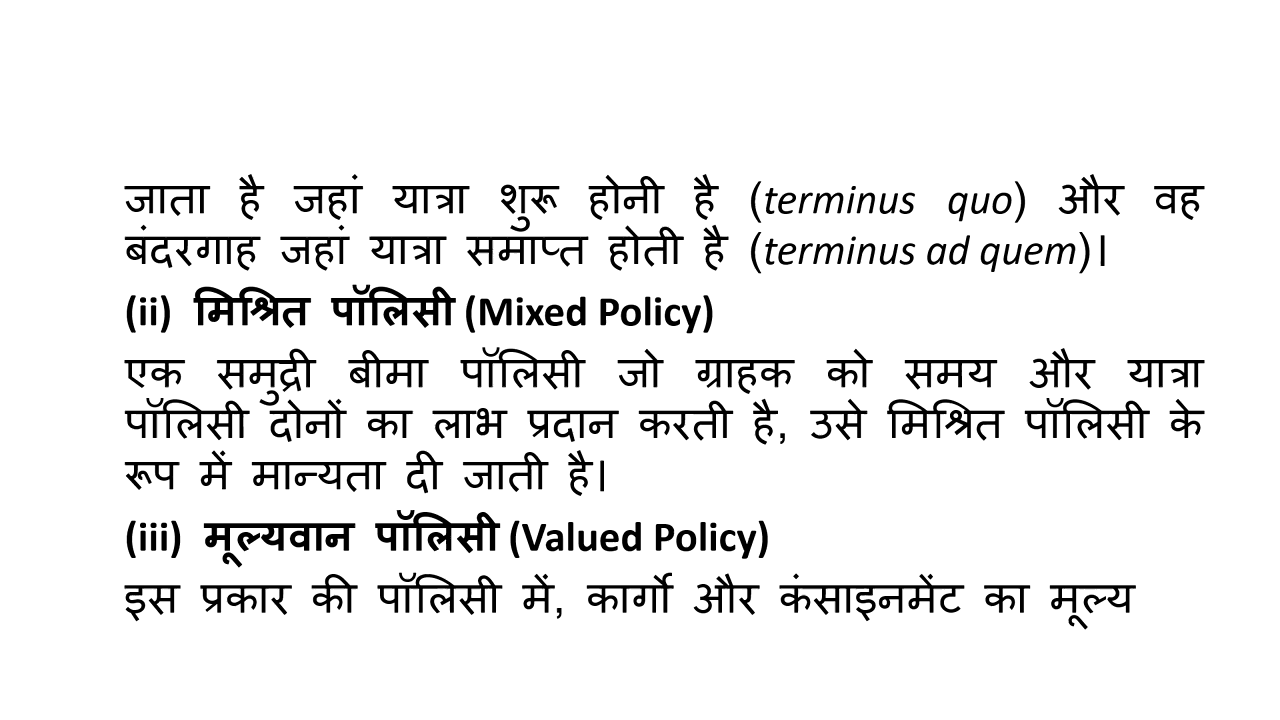 जाता है जहां यात्रा शुरू होनी है (terminus quo) और वह
बंदरगाह जहां यात्रा समाप्त होती है (terminus ad quem)।
(ii) मिश्रित पॉलिसी (Mixed Policy)
एक समुद्री बीमा पॉलिसी जो ग्राहक को समय और यात्रा
पॉलिसी दोनों का लाभ प्रदान करती है, उसे मिश्रित पॉलिसी के
रूप में मान्यता दी जाती है।
(iii) मूल्यवान पॉलिसी (Valued Policy)
इस प्रकार की पॉलिसी में, कार्गो और कंसाइनमेंट का मूल्य